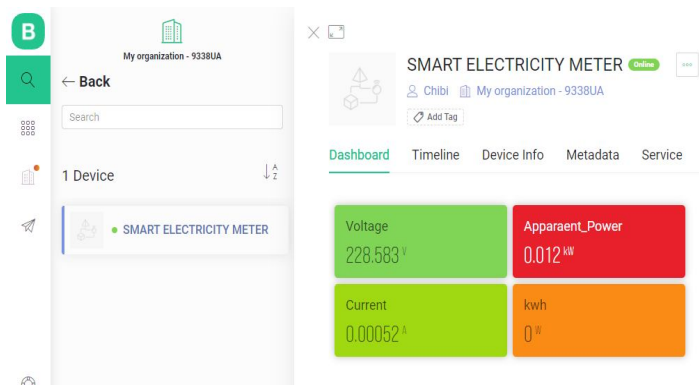 B
My organization - 9338UA
← Back
Search
1 Device
A
Z
SMART ELECTRICITY METER
SMART ELECTRICITY METER Online
Chibi My organization - 9338UA
Add Tag
Dashboard Timeline Device Info Metadata Service
Voltage
228.583 V
Apparaent_Power
0.012 kW
Current
0.00052 A
kwh
0 W